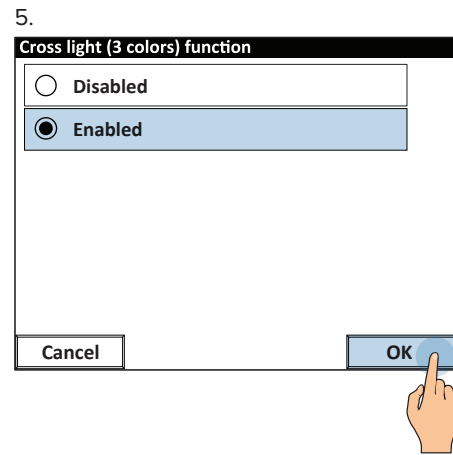 5.
Cross light (3 colors) function
Disabled
Enabled
Cancel
OK